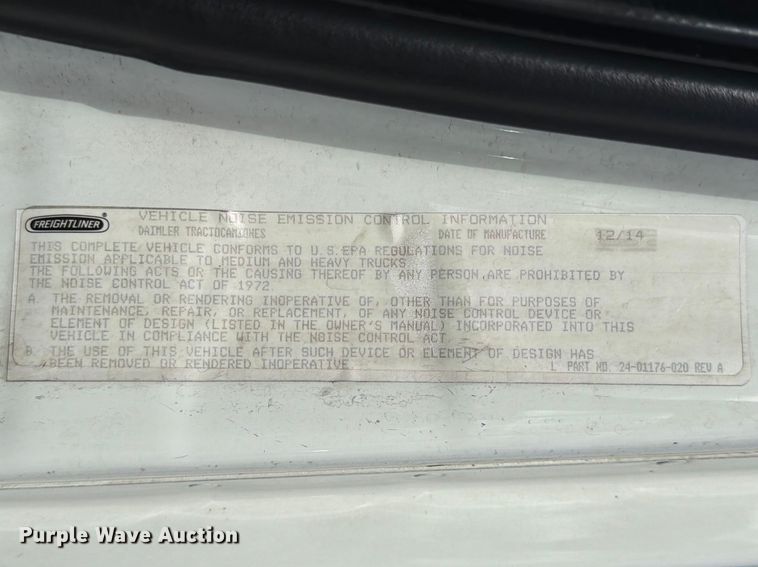 FREIGHTLINER
VEHICLE NOISE EMISSION CONTROL INFORMATION
DAIMLER TRACTOCAMIONES DATE OF MANUFACTURE 12/14
THIS COMPLETE VEHICLE CONFORMS TO U.S.EPA REGULATIONS FOR NOISE
EMISSION APPLICABLE TO MEDIUM AND HEAVY TRUCKS.
THE FOLLOWING ACTS OR THE CAUSING THEREOF BY ANY PERSON ARE PROHIBITED BY
THE NOISE CONTROL ACT OF 1972
A. THE REMOVAL OR RENDERING INOPERATIVE OF, OTHER THAN FOR PURPOSES OF
MAINTENANCE, REPAIR, OR REPLACEMENT, OF ANY NOISE CONTROL DEVICE OR
ELEMENT OF DESIGN (LISTED IN THE OWNER'S MANUAL) INCORPORATED INTO THIS
VEHICLE IN COMPLIANCE WITH THE NOISE CONTROL ACT
B. THE USE OF THIS VEHICLE AFTER SUCH DEVICE OR ELEMENT OF DESIGN HAS
BEEN REMOVED OR RENDERED INOPERATIVE
L PART NO. 24-01176-020 REV A
Purple Wave Auction